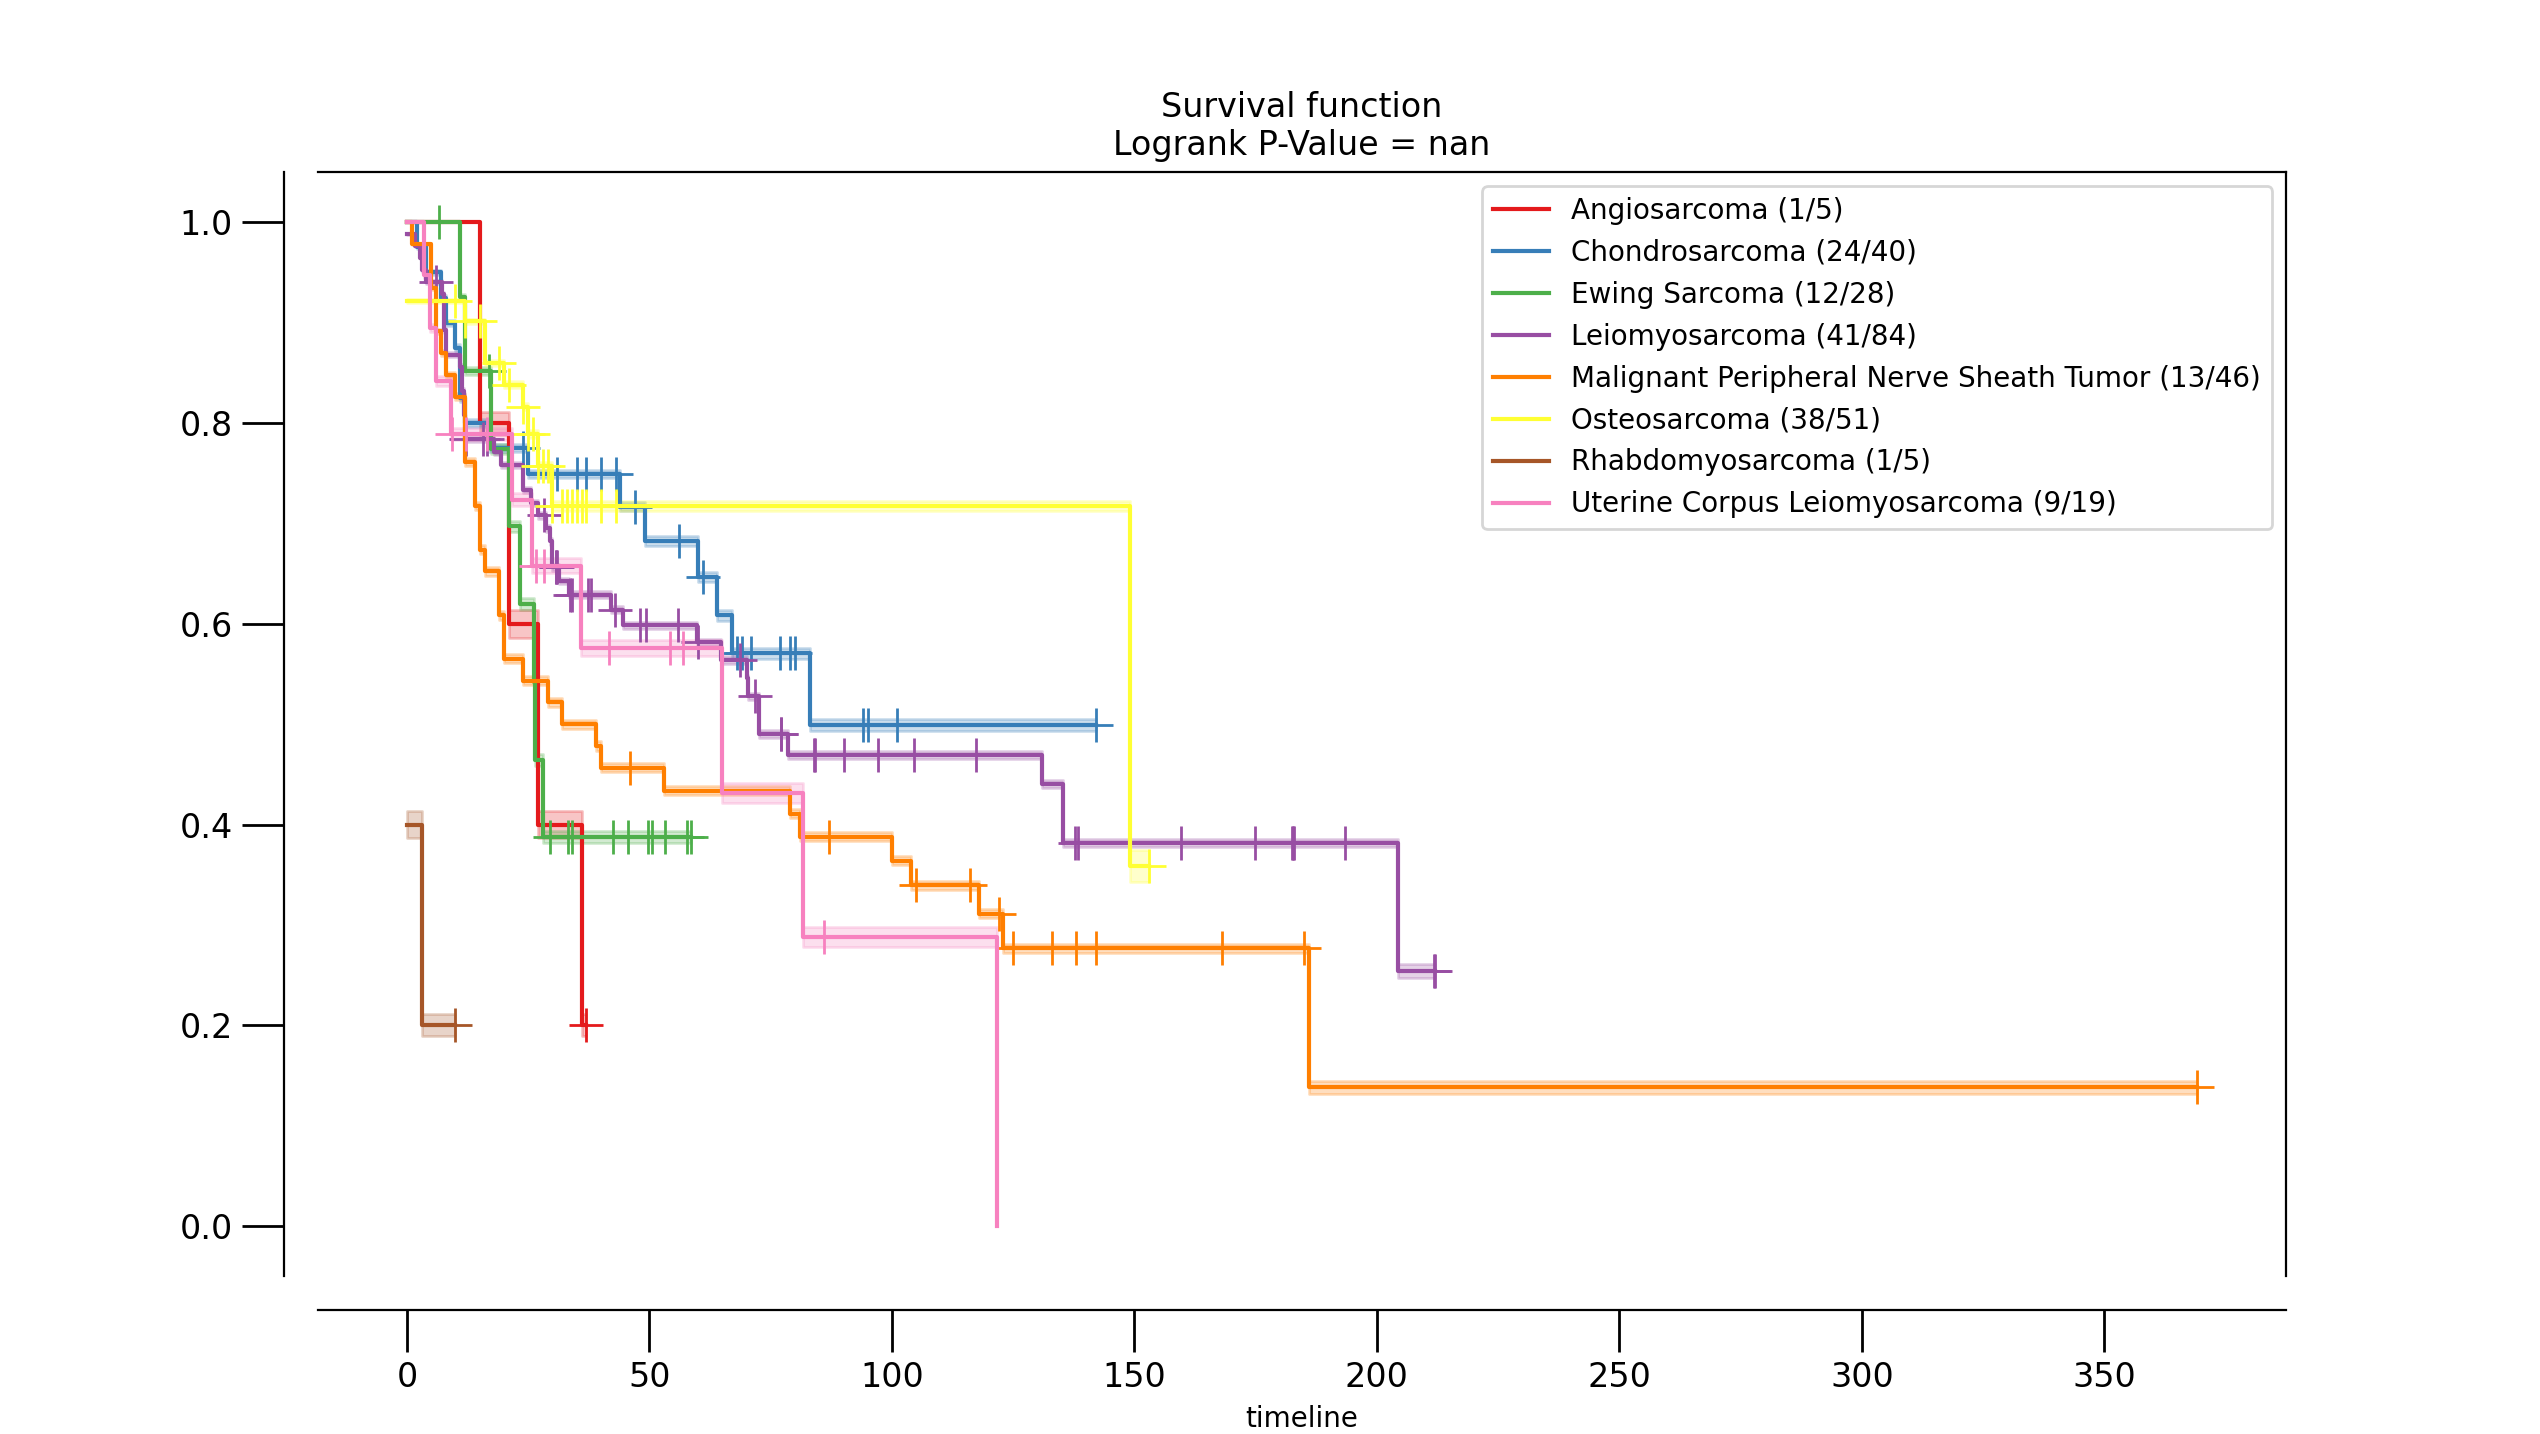 Survival function
Logrank P-Value = nan
1.0
0.8
0.6
0.4
0.2
0.0
Angiosarcoma (1/5)
Chondrosarcoma (24/40)
Ewing Sarcoma (12/28)
Leiomyosarcoma (41/84)
Malignant Peripheral Nerve Sheath Tumor (13/46)
Osteosarcoma (38/51)
Rhabdomyosarcoma (1/5)
Uterine Corpus Leiomyosarcoma (9/19)
0 50 100 150 200 250 300 350
timeline